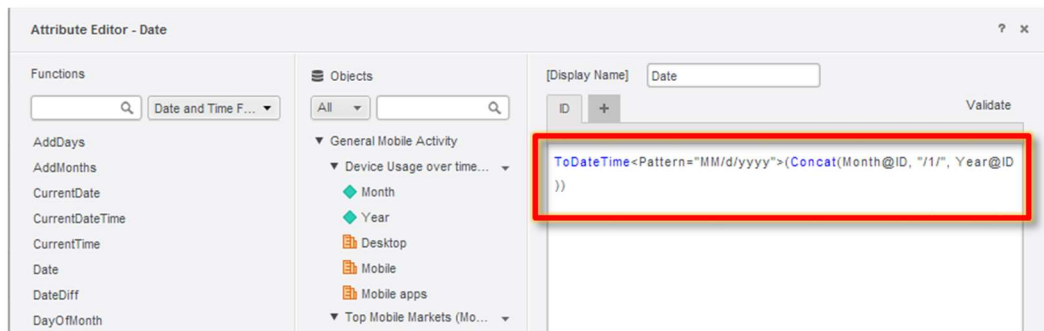 Attribute Editor - Date
? ×
Functions
Date and Time F...
AddDays
AddMonths
CurrentDate
CurrentDateTime
CurrentTime
Date
DateDiff
DayOfMonth
Objects
All
General Mobile Activity
Device Usage over time...
Month
Year
Desktop
Mobile
Mobile apps
Top Mobile Markets (Mo...
[Display Name] Date
ID +
Validate
ToDateTime<Pattern="MM/d/yyyy">(Concat(Month@ID, "/1/", Year@ID
))